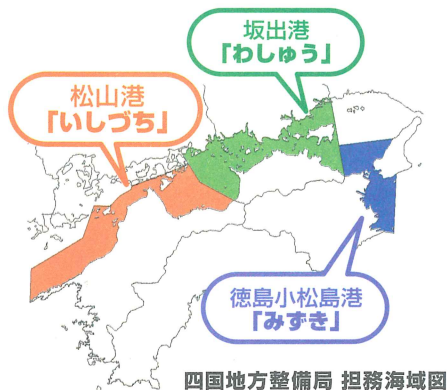 坂出港
「わしゅう」
松山港
「いしづち」
徳島小松島港
「みずき」
四国地方整備局 担務海域図